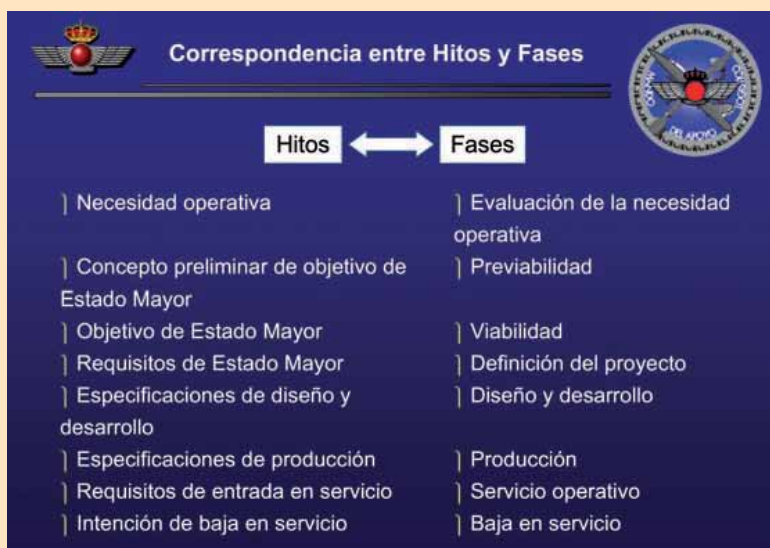 Correspondencia entre Hitos y Fases
Hitos
Fases
Necesidad operativa
Evaluación de la necesidad
operativa
Concepto preliminar de objetivo de
Estado Mayor
Previabilidad
Objetivo de Estado Mayor
Viabilidad
Requisitos de Estado Mayor
Definición del proyecto
Especificaciones de diseño y
desarrollo
Diseño y desarrollo
Especificaciones de producción
Producción
Requisitos de entrada en servicio
Servicio operativo
Intención de baja en servicio
Baja en servicio
DEL APOYO